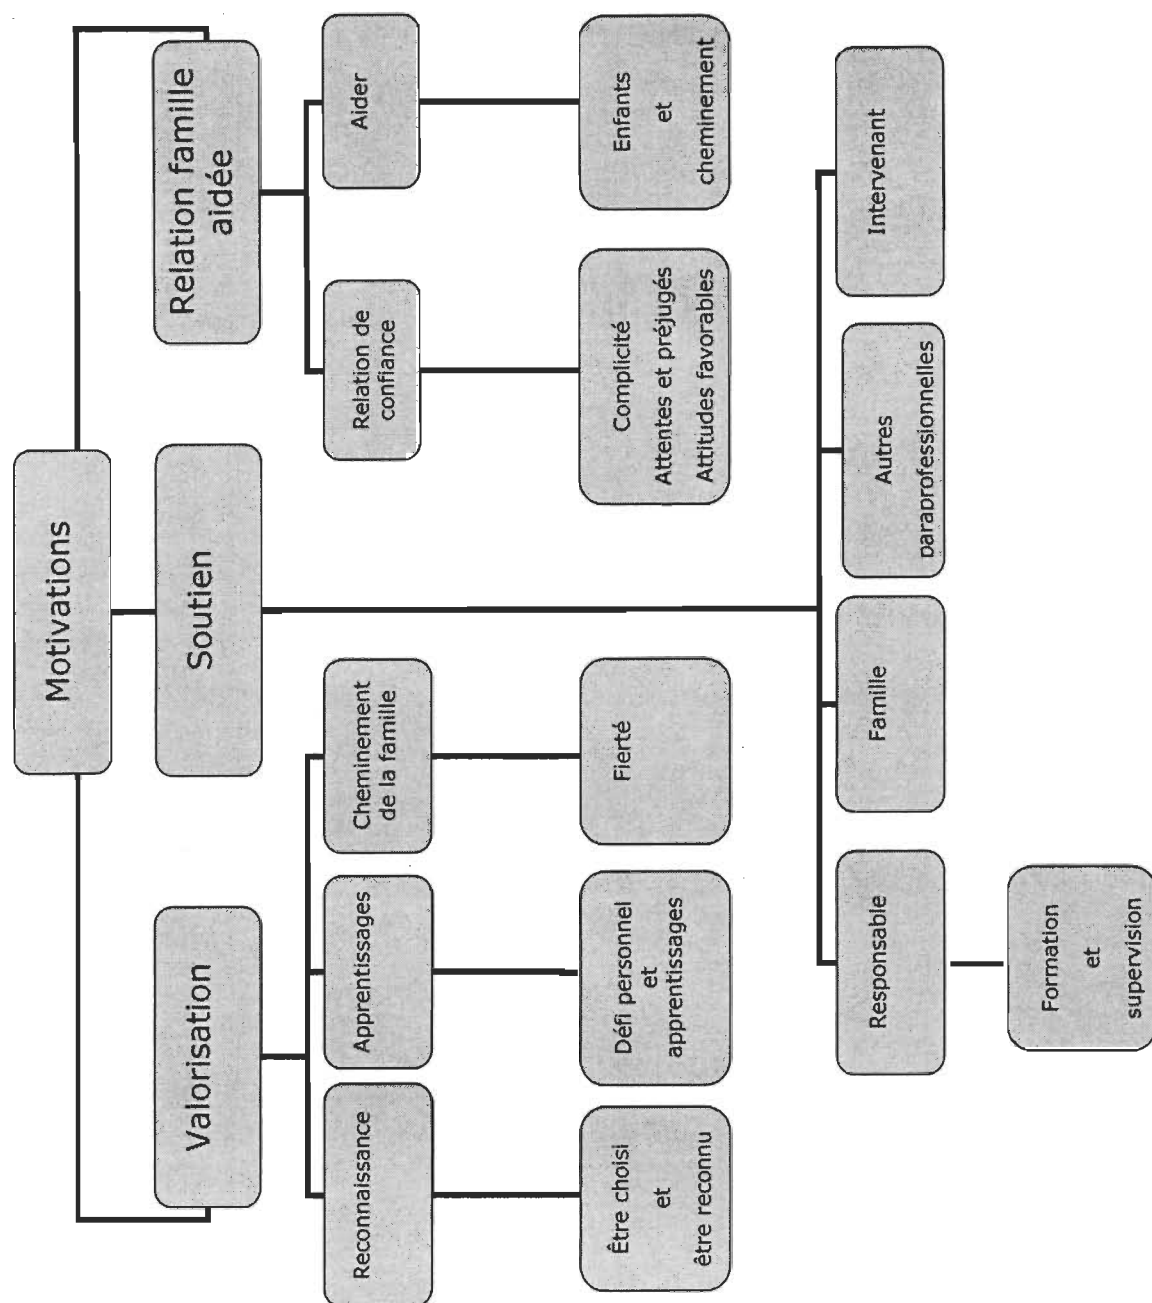 Motivations
Valorisation
Soutien
Relation famille
aidée
Reconnaissance
Apprentissages
Cheminement
de la famille
Relation de
confiance
Aider
Être choisi
et
être reconnu
Défi personnel
et
apprentissages
Fierté
Complicité
Attentes et préjugés
Attitudes favorables
Enfants
et
cheminement
Responsable
Famille
Autres
paraprofessionnelles
Intervenant
Formation
et
supervision